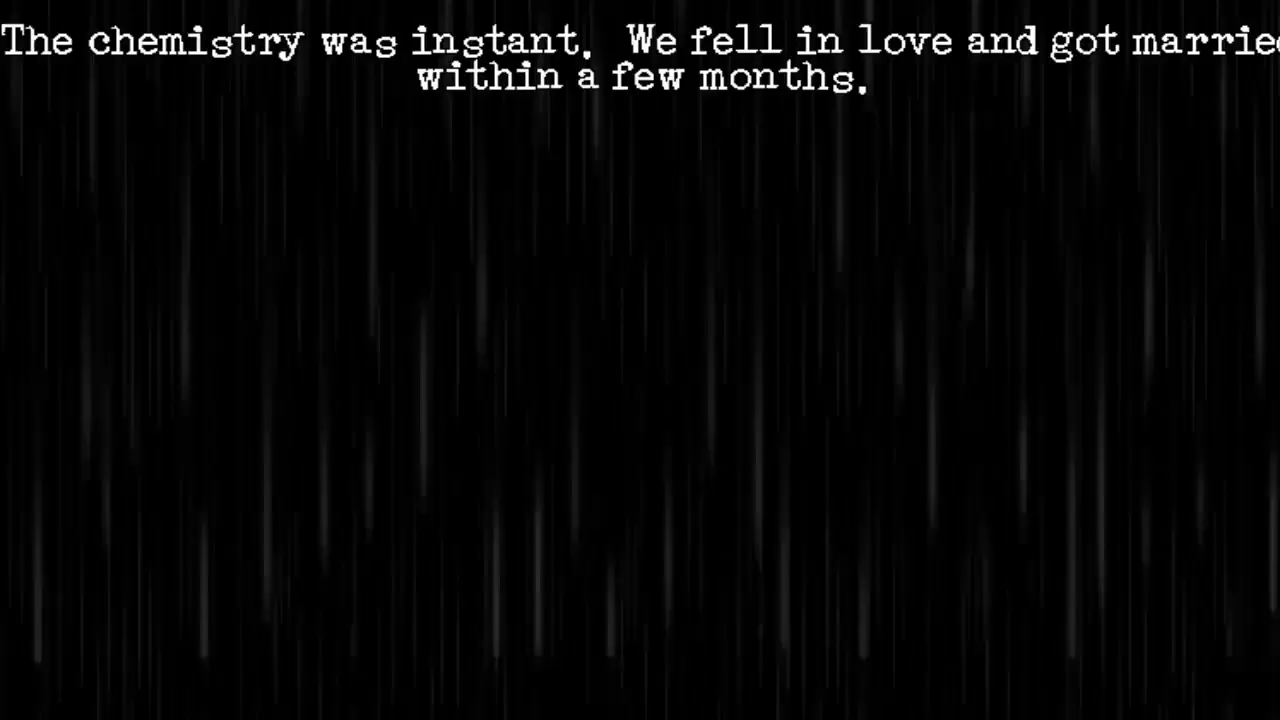 The chemistry was instant.  We fell in love and got married
within a few months.